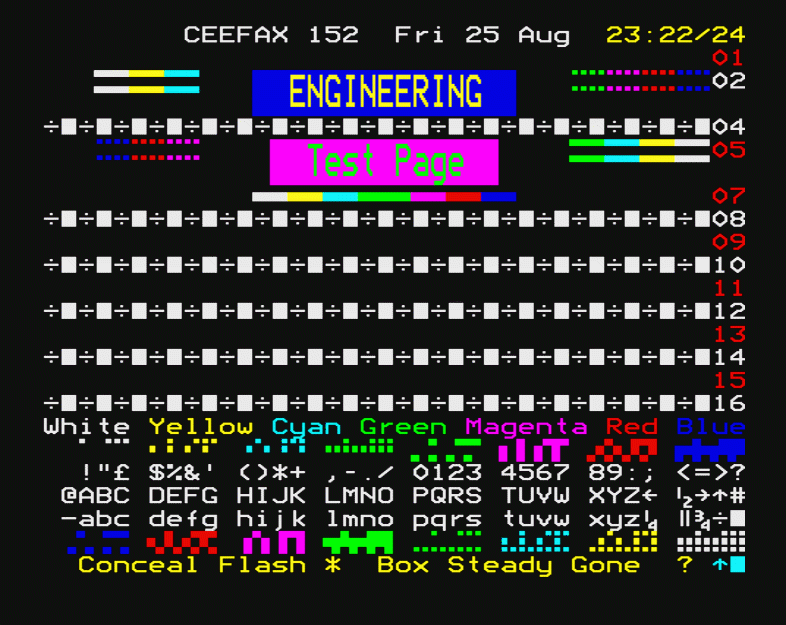 CEEFAX 152 Fri 25 Aug 23:22/24
01
ENGINEERING 02
÷■÷■÷■÷■÷■÷■÷■÷■÷■÷■÷■÷■÷■÷■÷■÷■÷■÷■÷■04
Test Page 05
07
÷■÷■÷■÷■÷■÷■÷■÷■÷■÷■÷■÷■÷■÷■÷■÷■÷■÷■÷■08
09
÷■÷■÷■÷■÷■÷■÷■÷■÷■÷■÷■÷■÷■÷■÷■÷■÷■÷■÷■10
11
÷■÷■÷■÷■÷■÷■÷■÷■÷■÷■÷■÷■÷■÷■÷■÷■÷■÷■÷■12
13
÷■÷■÷■÷■÷■÷■÷■÷■÷■÷■÷■÷■÷■÷■÷■÷■÷■÷■÷■14
15
÷■÷■÷■÷■÷■÷■÷■÷■÷■÷■÷■÷■÷■÷■÷■÷■÷■÷■÷■16
White Yellow Cyan Green Magenta Red Blue
!"£ $%&' ()*+ ,-./ 0123 4567 89:; <=>?
@ABC DEFG HIJK LMNO PQRS TUVW XYZ← ½→↑#
—abc defg hijk lmno pqrs tuvw xyz¼ ‖¾÷■
Conceal Flash * Box Steady Gone ? ↑■